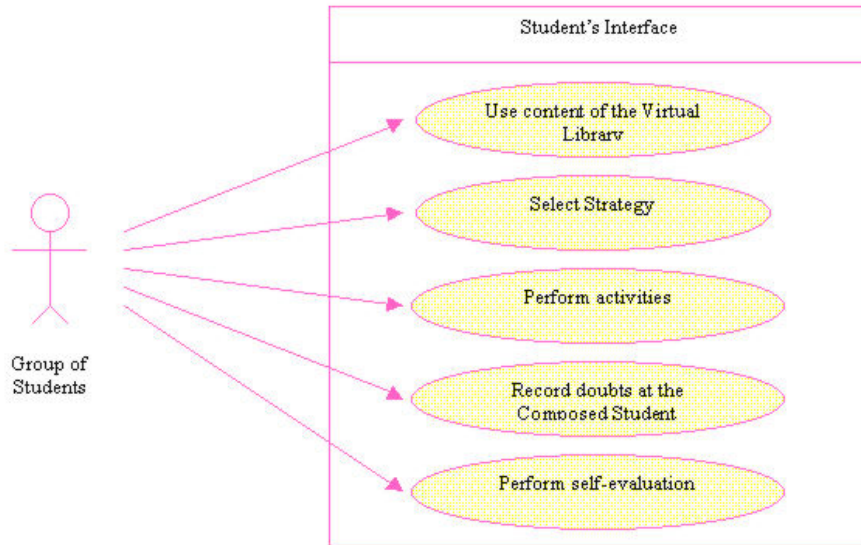 Student's Interface
Use content of the Virtual
Library
Select Strategy
Perform activities
Group of
Students
Record doubts at the
Composed Student
Perform self-evaluation